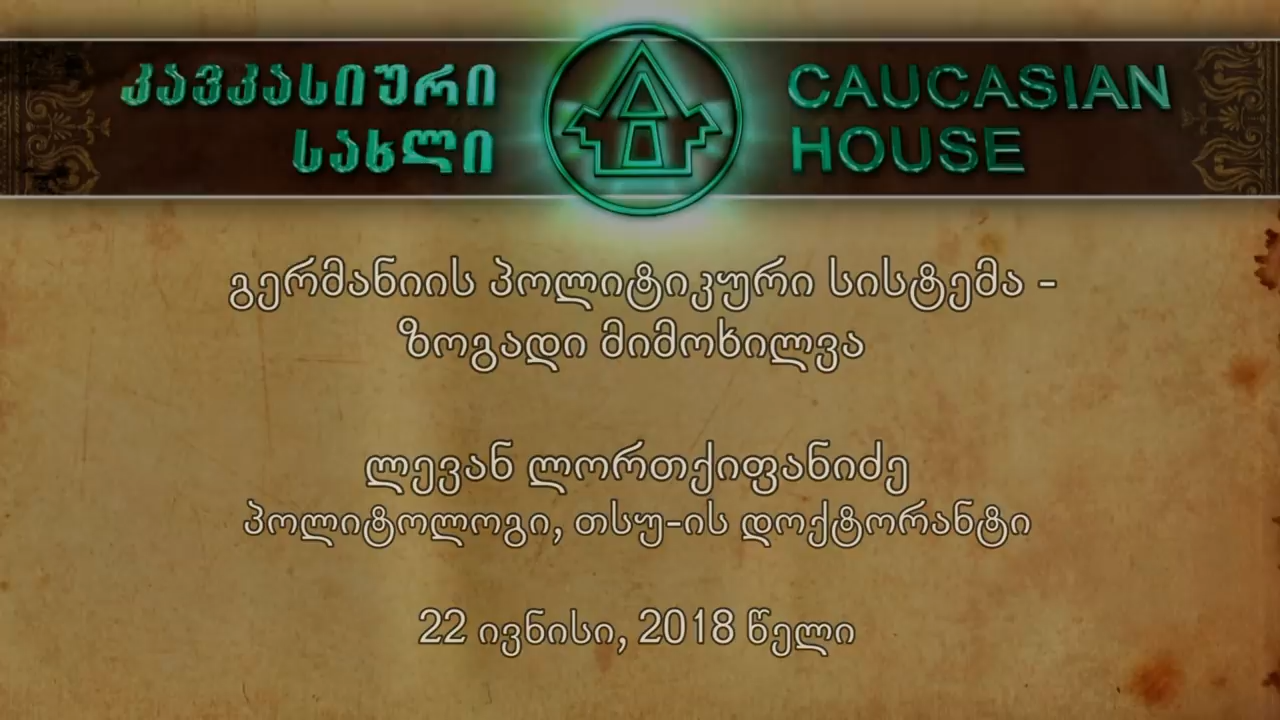 კავკასიური
სახლი
CAUCASIAN
HOUSE
გერმანიის პოლიტიკური სისტემა -
ზოგადი მიმოხილვა
ლევან ლორთქიფანიძე
პოლიტოლოგი, თსუ-ის დოქტორანტი
22 ივნისი, 2018 წელი